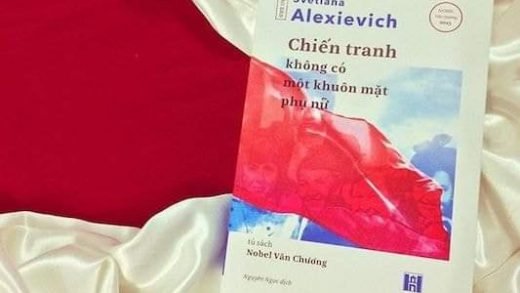 Svetlana
Alexievich
Chiến tranh
không có
một khuôn mặt
phụ nữ
tủ sách
Nobel Văn Chương
Nguyên Ngọc dịch